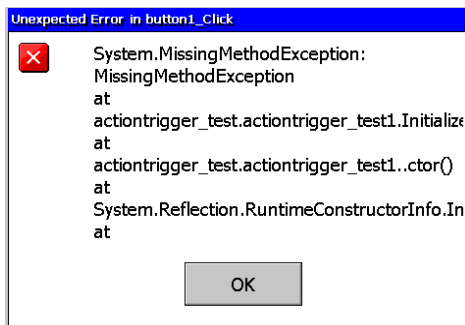 Unexpected Error in button1_Click
System.MissingMethodException:
MissingMethodException
at
actiontrigger_test.actiontrigger_test1.Initialize
at
actiontrigger_test.actiontrigger_test1..ctor()
at
System.Reflection.RuntimeConstructorInfo.In
at
OK